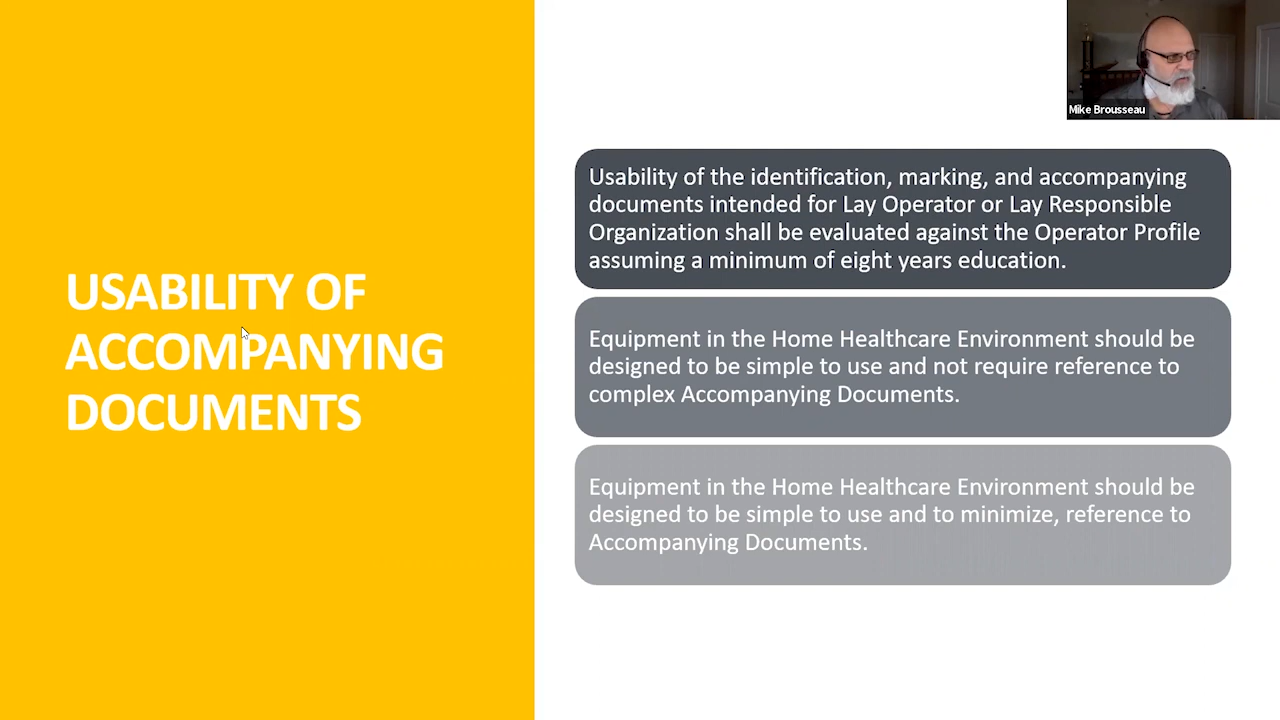 Mike Brousseau
USABILITY OF
ACCOMPANYING
DOCUMENTS
Usability of the identification, marking, and accompanying
documents intended for Lay Operator or Lay Responsible
Organization shall be evaluated against the Operator Profile
assuming a minimum of eight years education.
Equipment in the Home Healthcare Environment should be
designed to be simple to use and not require reference to
complex Accompanying Documents.
Equipment in the Home Healthcare Environment should be
designed to be simple to use and to minimize, reference to
Accompanying Documents.